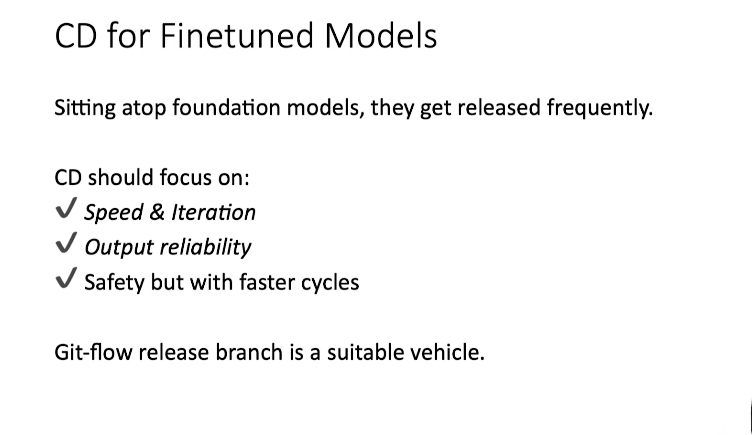 CD for Finetuned Models
Sitting atop foundation models, they get released frequently.
CD should focus on:
✓ Speed & Iteration
✓ Output reliability
✓ Safety but with faster cycles
Git-flow release branch is a suitable vehicle.